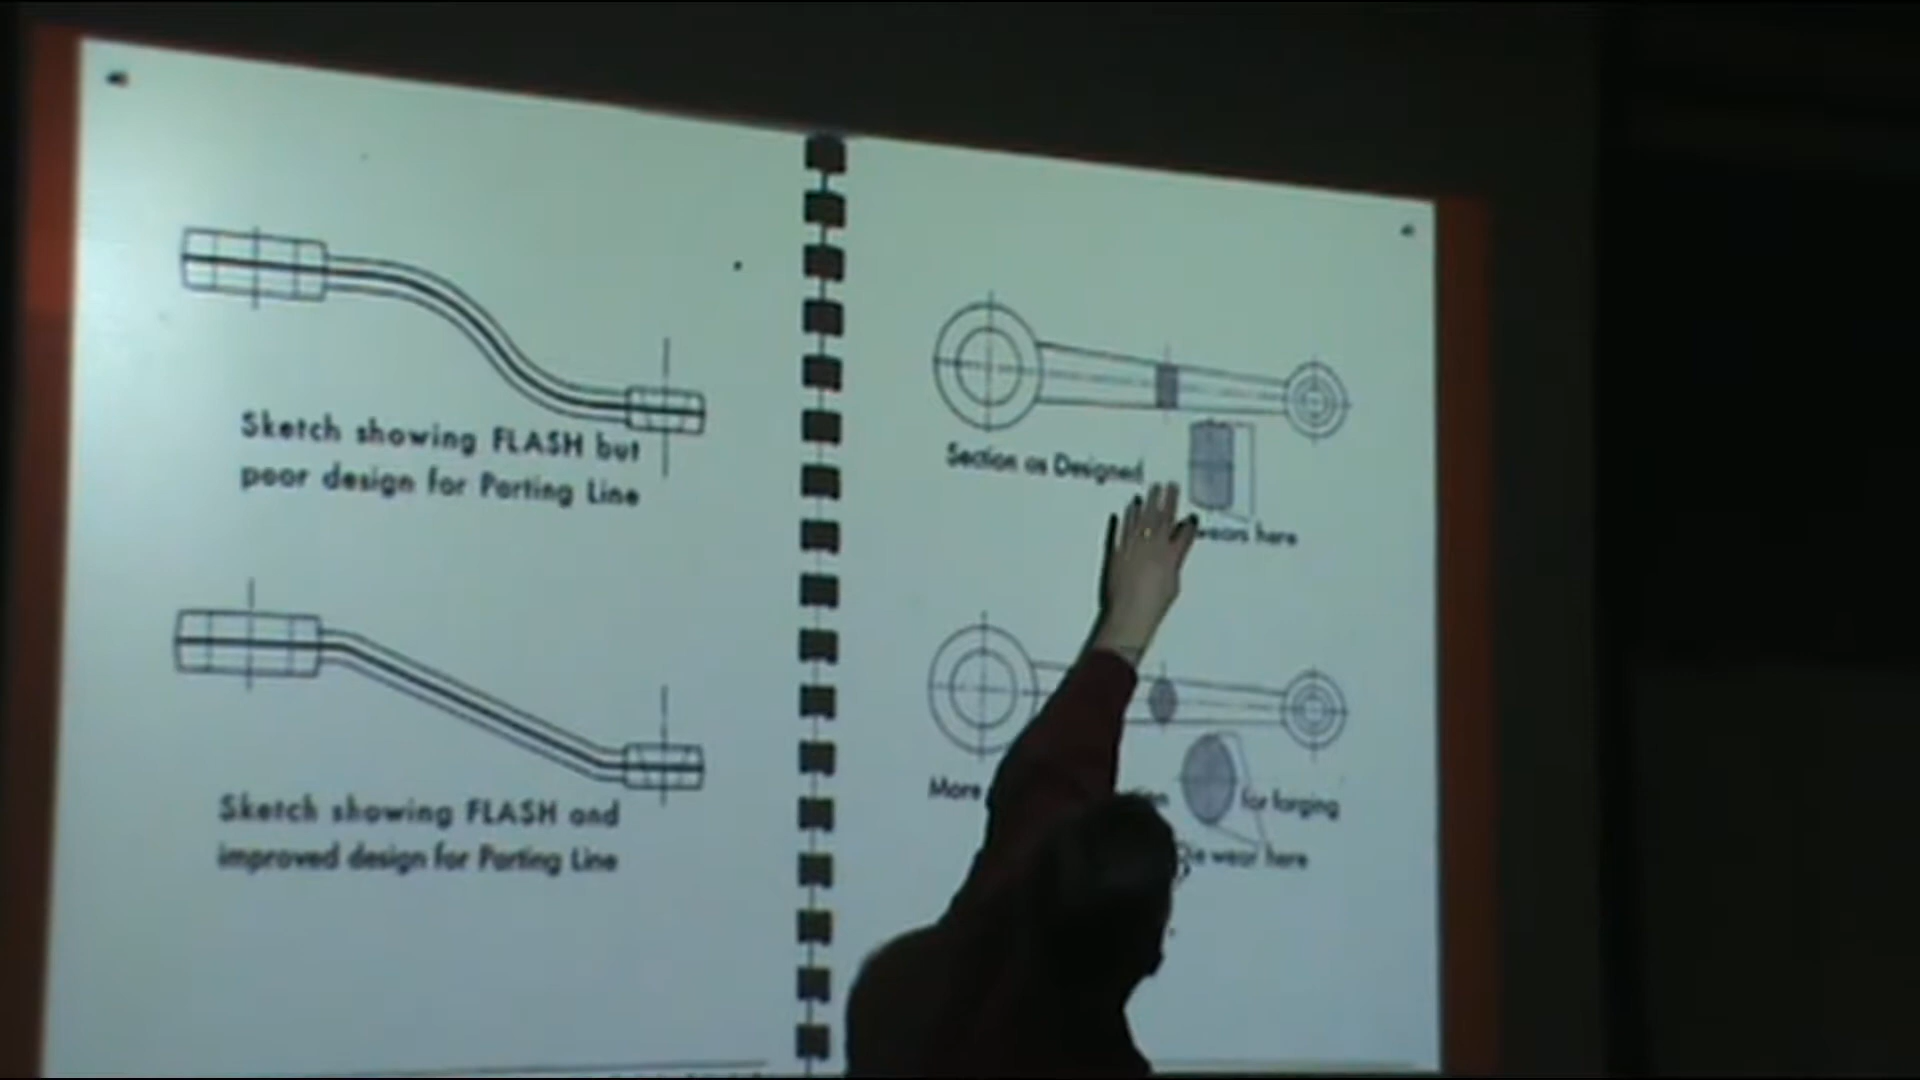 Sketch showing FLASH but
poor design for Parting Line
Sketch showing FLASH and
improved design for Parting Line
Section as Designed
wears here
More
for forging
Die wear here